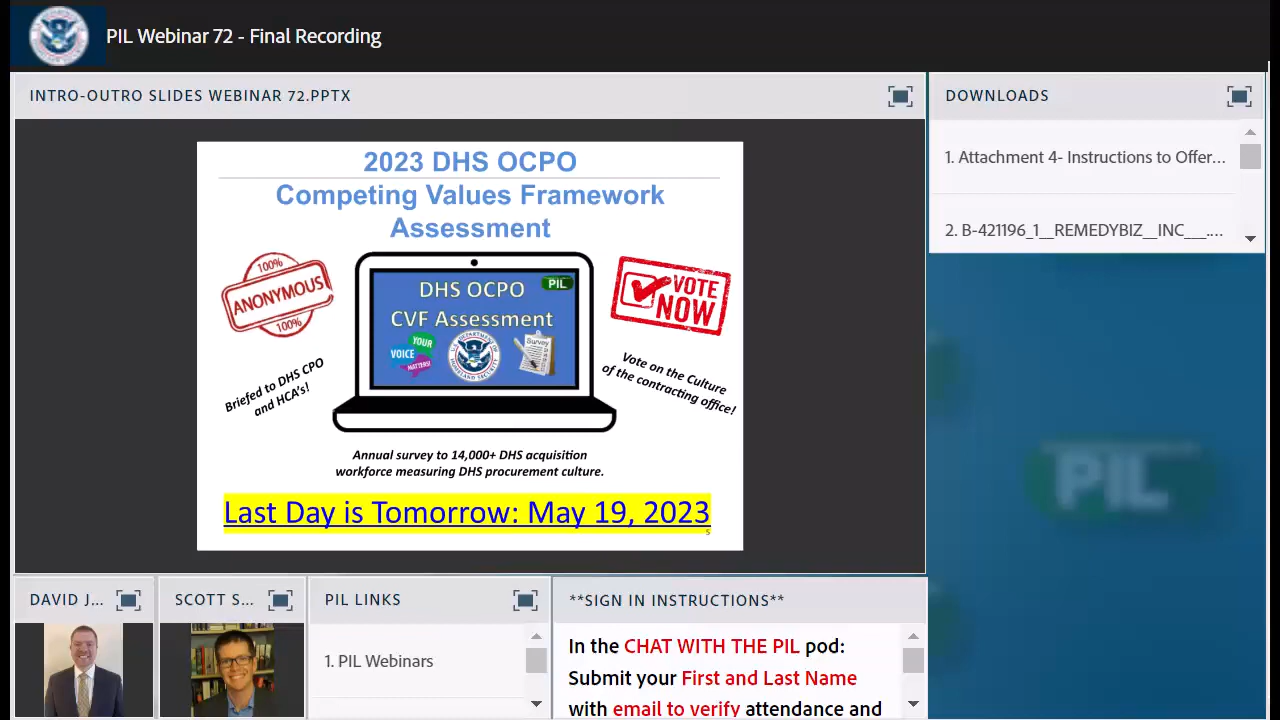 PIL Webinar 72 - Final Recording
INTRO-OUTRO SLIDES WEBINAR 72.PPTX
2023 DHS OCPO
Competing Values Framework
Assessment
100%
ANONYMOUS
100%
DHS OCPO
PIL
CVF Assessment
YOUR
VOICE
MATTERS!
Survey
VOTE
NOW
Briefed to DHS CPO
and HCA's!
Vote on the Culture
of the contracting office!
Annual survey to 14,000+ DHS acquisition
workforce measuring DHS procurement culture.
Last Day is Tomorrow: May 19, 2023
5
DOWNLOADS
1. Attachment 4- Instructions to Offer...
2. B-421196_1__REMEDYBIZ__INC___....
PIL
DAVID J...
SCOTT S...
PIL LINKS
1. PIL Webinars
**SIGN IN INSTRUCTIONS**
In the CHAT WITH THE PIL pod:
Submit your First and Last Name
with email to verify attendance and